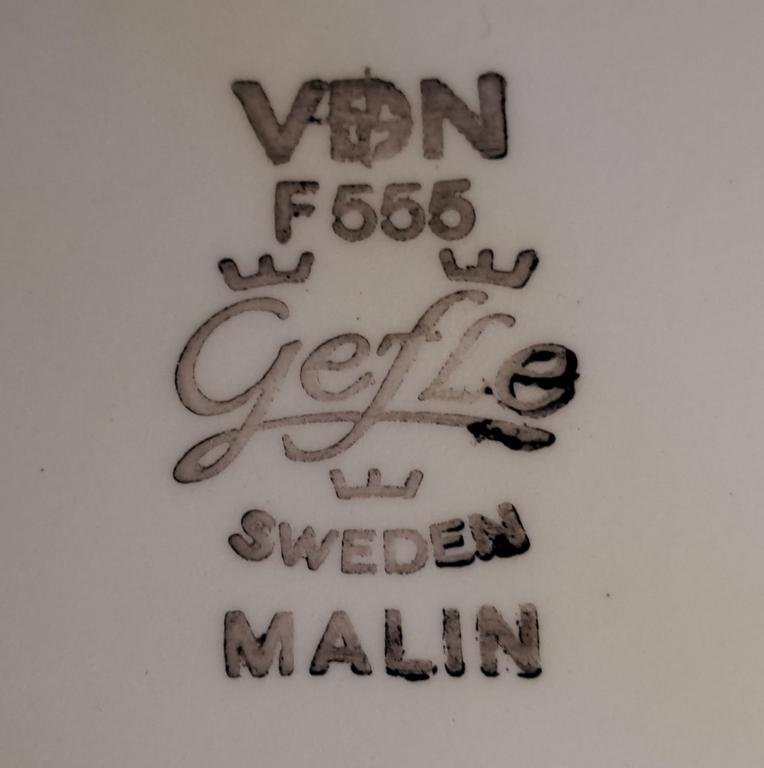 VDN
F 555
Gefle
SWEDEN
MALIN